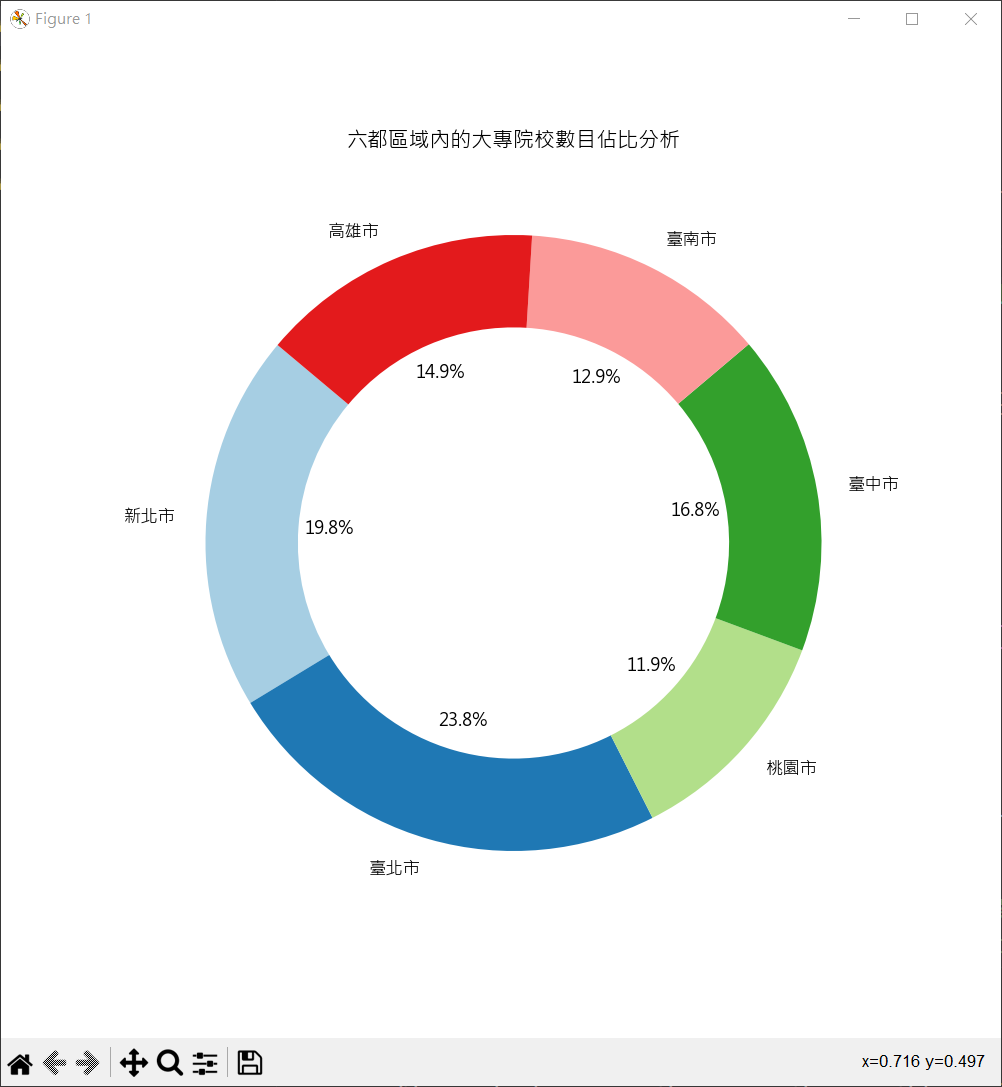 Figure 1
六都區域內的大專院校數目佔比分析
高雄市
臺南市
14.9%
12.9%
臺中市
16.8%
新北市
19.8%
11.9%
23.8%
桃園市
臺北市
x=0.716 y=0.497